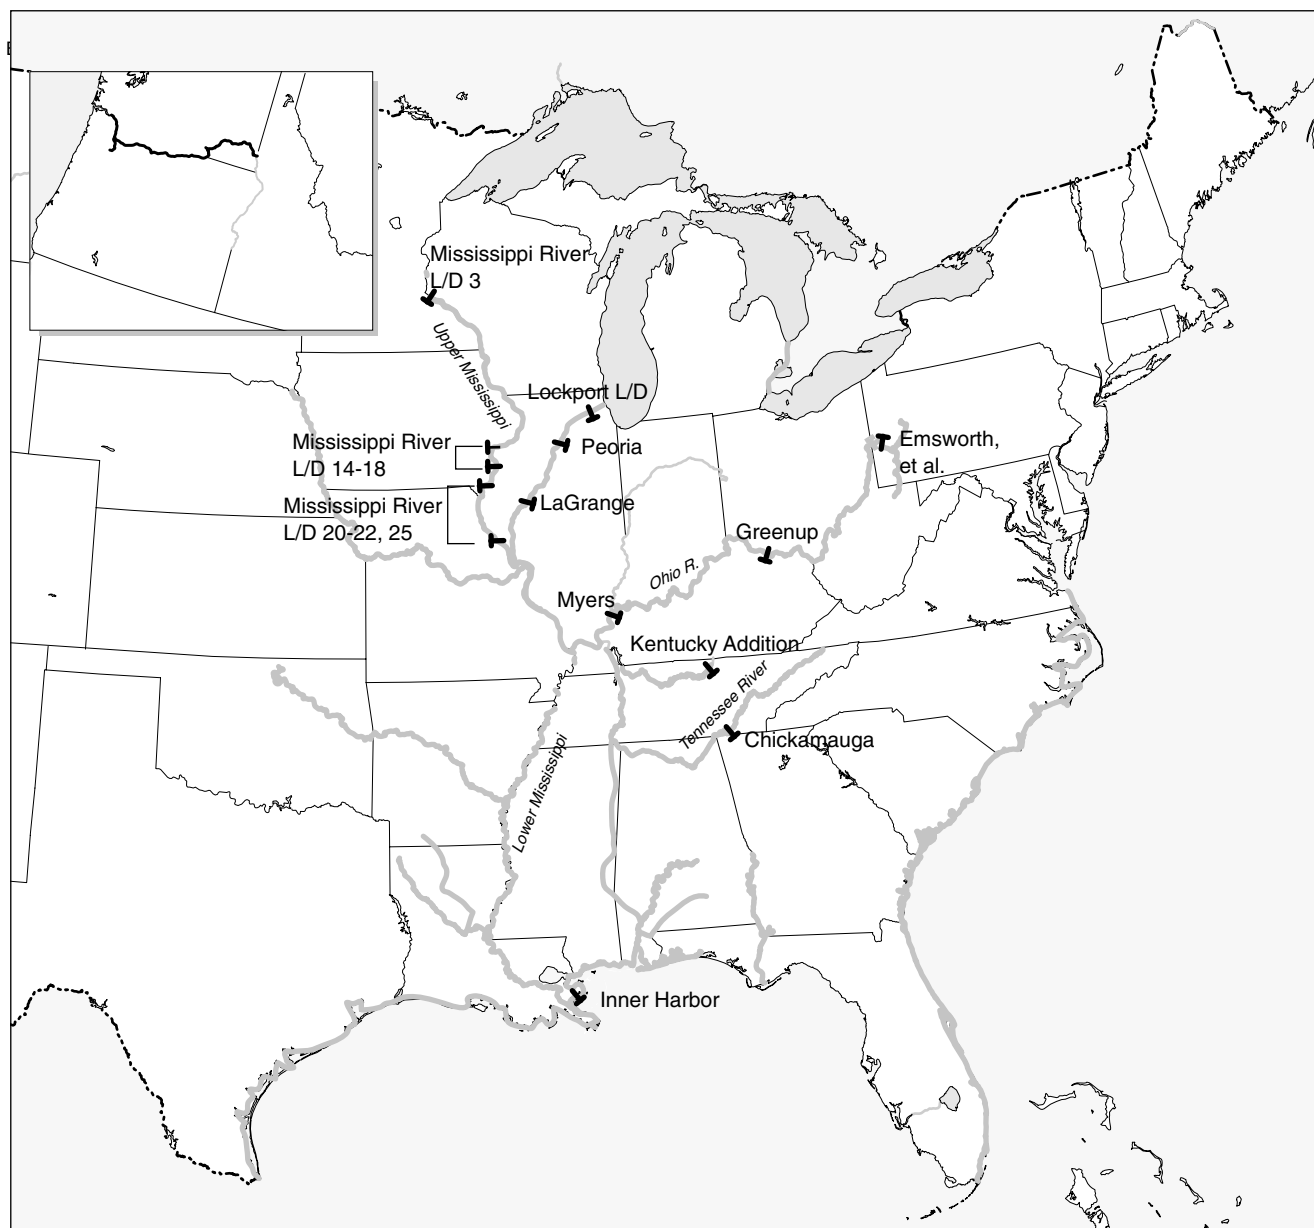 Mississippi River
L/D 3
Upper Mississippi
Lockport L/D
Mississippi River
L/D 14-18
Peoria
Emsworth,
et al.
Mississippi River
L/D 20-22, 25
LaGrange
Greenup
Ohio R.
Myers
Kentucky Addition
Tennessee River
Chickamauga
Lower Mississippi
Inner Harbor